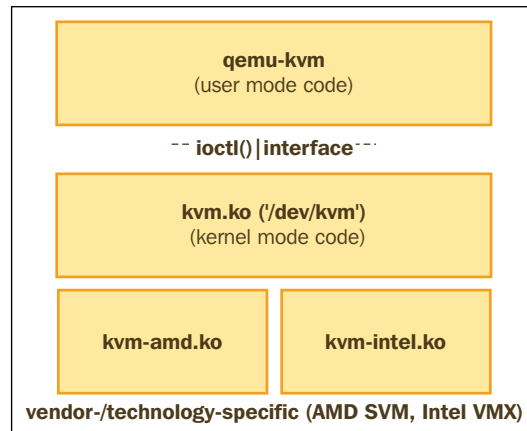 qemu-kvm
(user mode code)
-- ioctl()|interface ---
kvm.ko ('/dev/kvm')
(kernel mode code)
kvm-amd.ko kvm-intel.ko
vendor-/technology-specific (AMD SVM, Intel VMX)